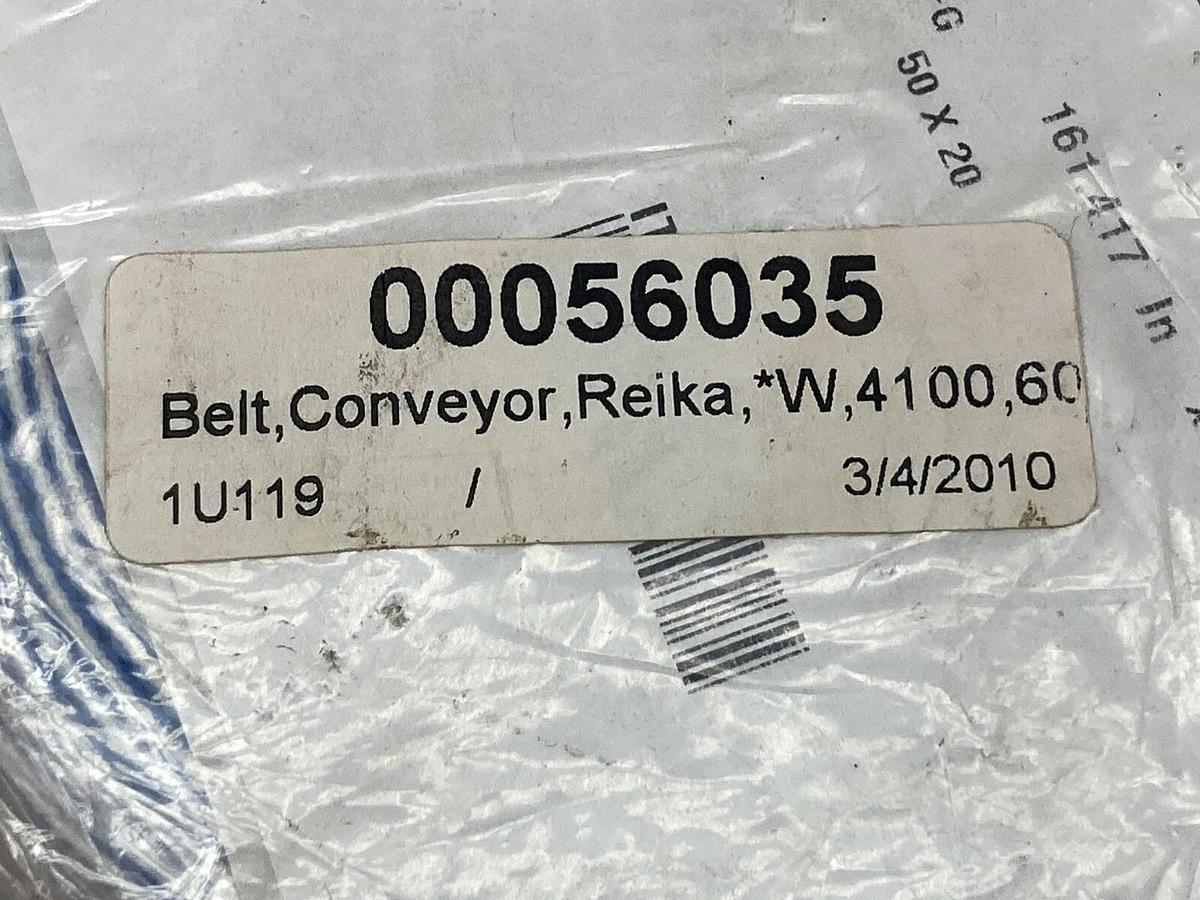 -G
50 X 20
161.417 In
00056035
Belt,Conveyor,Reika,*W,4100,60
1U119 / 3/4/2010